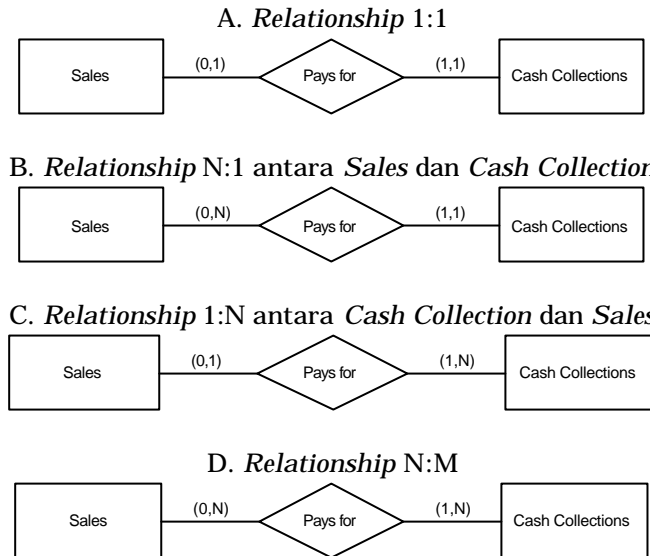 A. Relationship 1:1
Sales (0,1) Pays for (1,1) Cash Collections
B. Relationship N:1 antara Sales dan Cash Collection
Sales (0,N) Pays for (1,1) Cash Collections
C. Relationship 1:N antara Cash Collection dan Sales
Sales (0,1) Pays for (1,N) Cash Collections
D. Relationship N:M
Sales (0,N) Pays for (1,N) Cash Collections